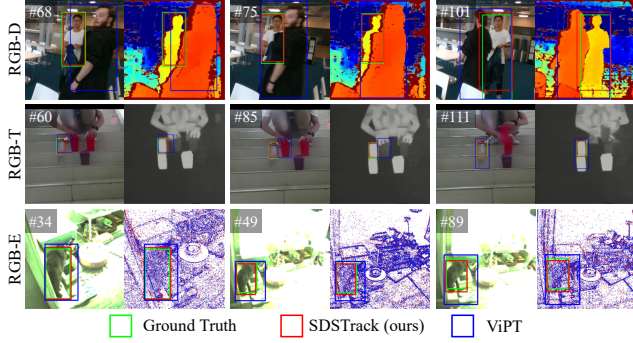 RGB-D
#68
#75
#101
RGB-T
#60
#85
#111
RGB-E
#34
#49
#89
Ground Truth
SDSTrack (ours)
ViPT